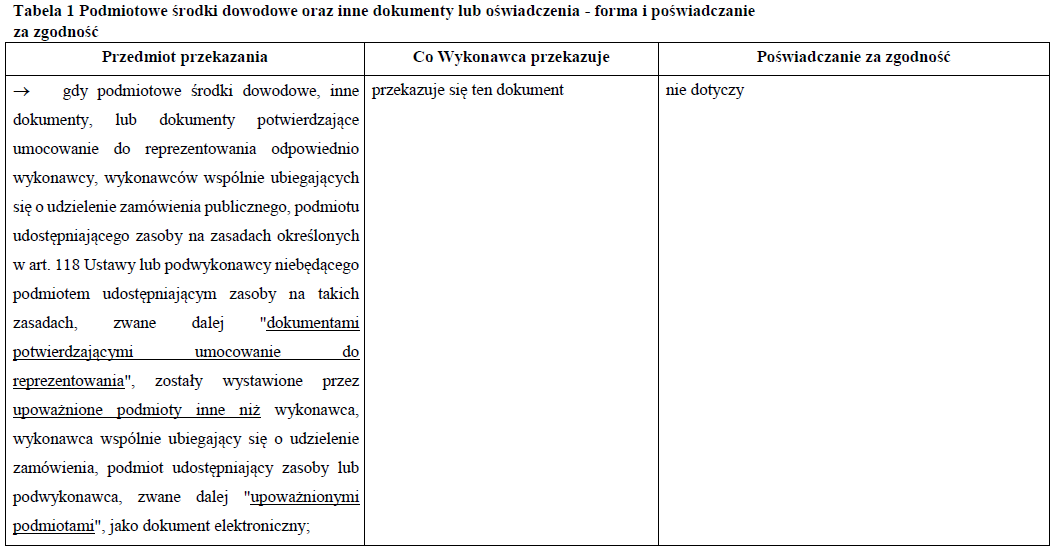 Tabela 1 Podmiotowe środki dowodowe oraz inne dokumenty lub oświadczenia - forma i poświadczanie
za zgodność
Przedmiot przekazania
Co Wykonawca przekazuje
Poświadczanie za zgodność
→ gdy podmiotowe środki dowodowe, inne
dokumenty, lub dokumenty potwierdzające
umocowanie do reprezentowania odpowiednio
wykonawcy, wykonawców wspólnie ubiegających
się o udzielenie zamówienia publicznego, podmiotu
udostępniającego zasoby na zasadach określonych
w art. 118 Ustawy lub podwykonawcy niebędącego
podmiotem udostępniającym zasoby na takich
zasadach, zwane dalej "dokumentami
potwierdzającymi umocowanie do
reprezentowania", zostały wystawione przez
upoważnione podmioty inne niż wykonawca,
wykonawca wspólnie ubiegający się o udzielenie
zamówienia, podmiot udostępniający zasoby lub
podwykonawca, zwane dalej "upoważnionymi
podmiotami", jako dokument elektroniczny;
przekazuje się ten dokument
nie dotyczy